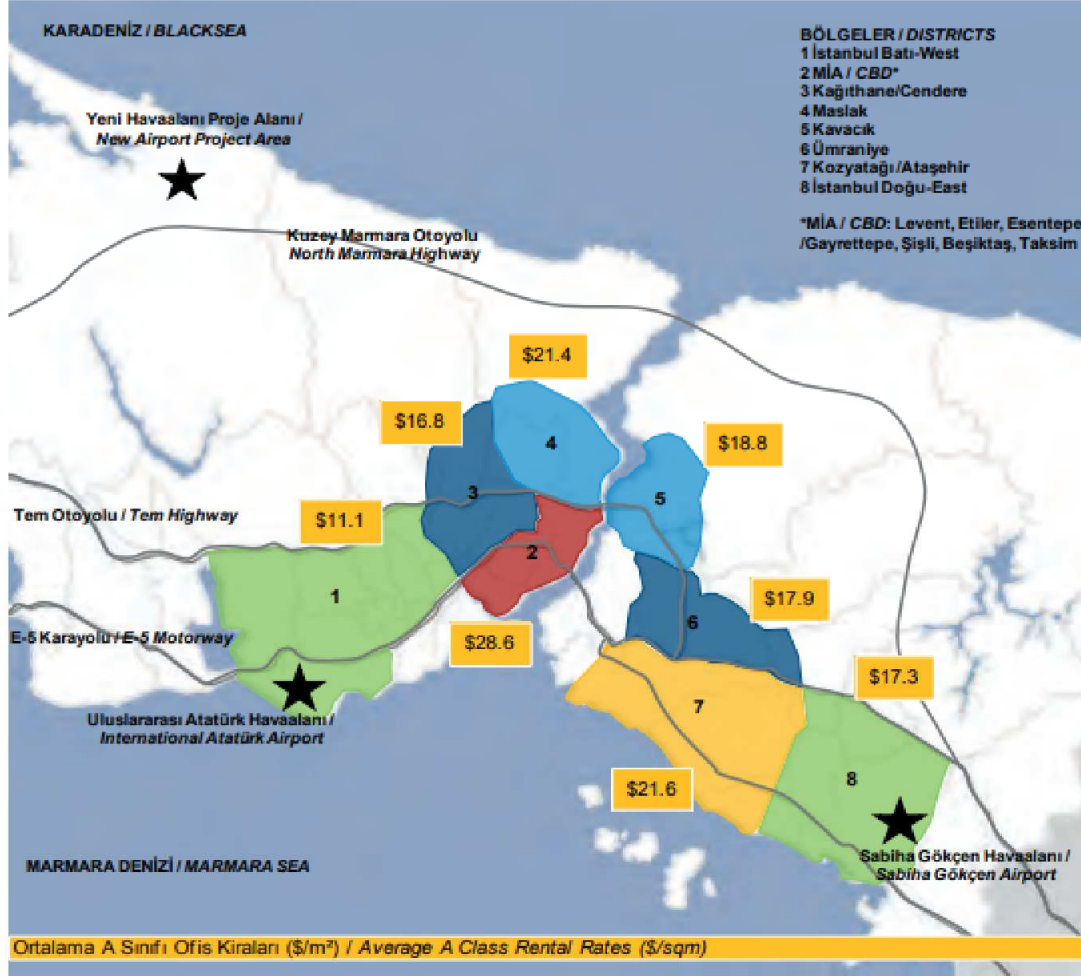 KARADENİZ / BLACKSEA
BÖLGELER / DISTRICTS
1 İstanbul Batı-West
2 MİA / CBD*
3 Kağıthane/Cendere
4 Maslak
5 Kavacık
6 Ümraniye
7 Kozyatağı/Ataşehir
8 İstanbul Doğu-East
*MİA / CBD: Levent, Etiler, Esentepe
/Gayrettepe, Şişli, Beşiktaş, Taksim
Yeni Havaalanı Proje Alanı /
New Airport Project Area
Kuzey Marmara Otoyolu
North Marmara Highway
$21.4
$16.8
4
$18.8
3
5
Tem Otoyolu / Tem Highway
$11.1
2
1
$17.9
6
E-5 Karayolu / E-5 Motorway
$28.6
$17.3
7
Uluslararası Atatürk Havaalanı /
International Atatürk Airport
8
$21.6
Sabiha Gökçen Havaalanı /
Sabiha Gökçen Airport
MARMARA DENİZİ / MARMARA SEA
Ortalama A Sınıfı Ofis Kiraları ($/m²) / Average A Class Rental Rates ($/sqm)